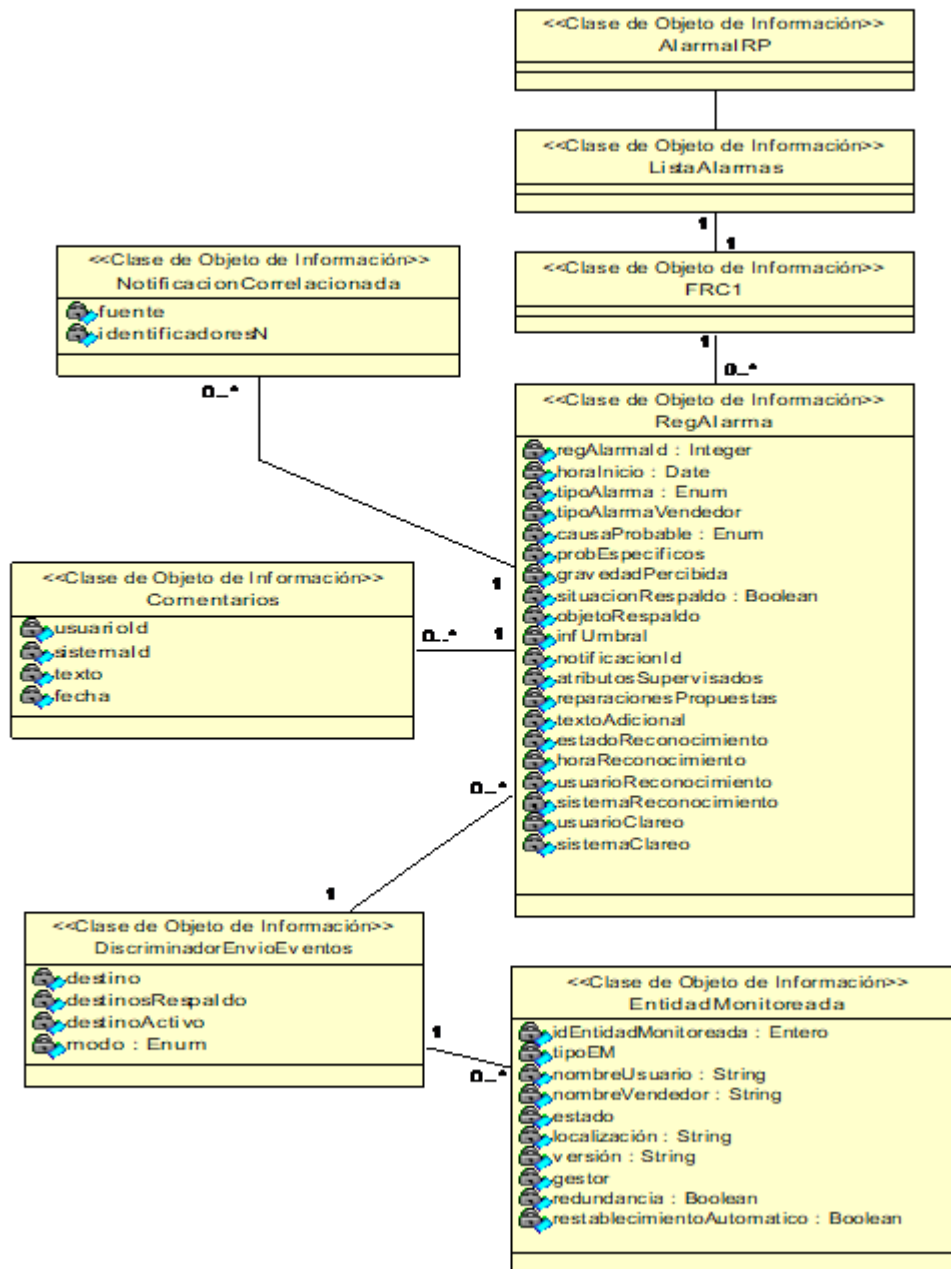 <<Clase de Objeto de Información>>
AlarmaIRP
<<Clase de Objeto de Información>>
ListaAlarmas
1
1
<<Clase de Objeto de Información>>
NotificacionCorrelacionada
fuente
identificadoresN
0..*
<<Clase de Objeto de Información>>
FRC1
1
0..*
<<Clase de Objeto de Información>>
RegAlarma
regAlarmaId : Integer
horaInicio : Date
tipoAlarma : Enum
tipoAlarmaVendedor
causaProbable : Enum
probEspecificos
gravedadPercibida
situacionRespaldo : Boolean
objetoRespaldo
infUmbral
notificacionId
atributosSupervisados
reparacionesPropuestas
textoAdicional
estadoReconocimiento
horaReconocimiento
usuarioReconocimiento
sistemaReconocimiento
usuarioClareo
sistemaClareo
1
<<Clase de Objeto de Información>>
Comentarios
usuarioId
sistemaId
texto
fecha
0..*
1
0..*
1
<<Clase de Objeto de Información>>
DiscriminadorEnvioEventos
destino
destinosRespaldo
destinoActivo
modo : Enum
1
0..*
<<Clase de Objeto de Información>>
EntidadMonitoreada
idEntidadMonitoreada : Entero
tipoEM
nombreUsuario : String
nombreVendedor : String
estado
localización : String
versión : String
gestor
redundancia : Boolean
restablecimientoAutomatico : Boolean